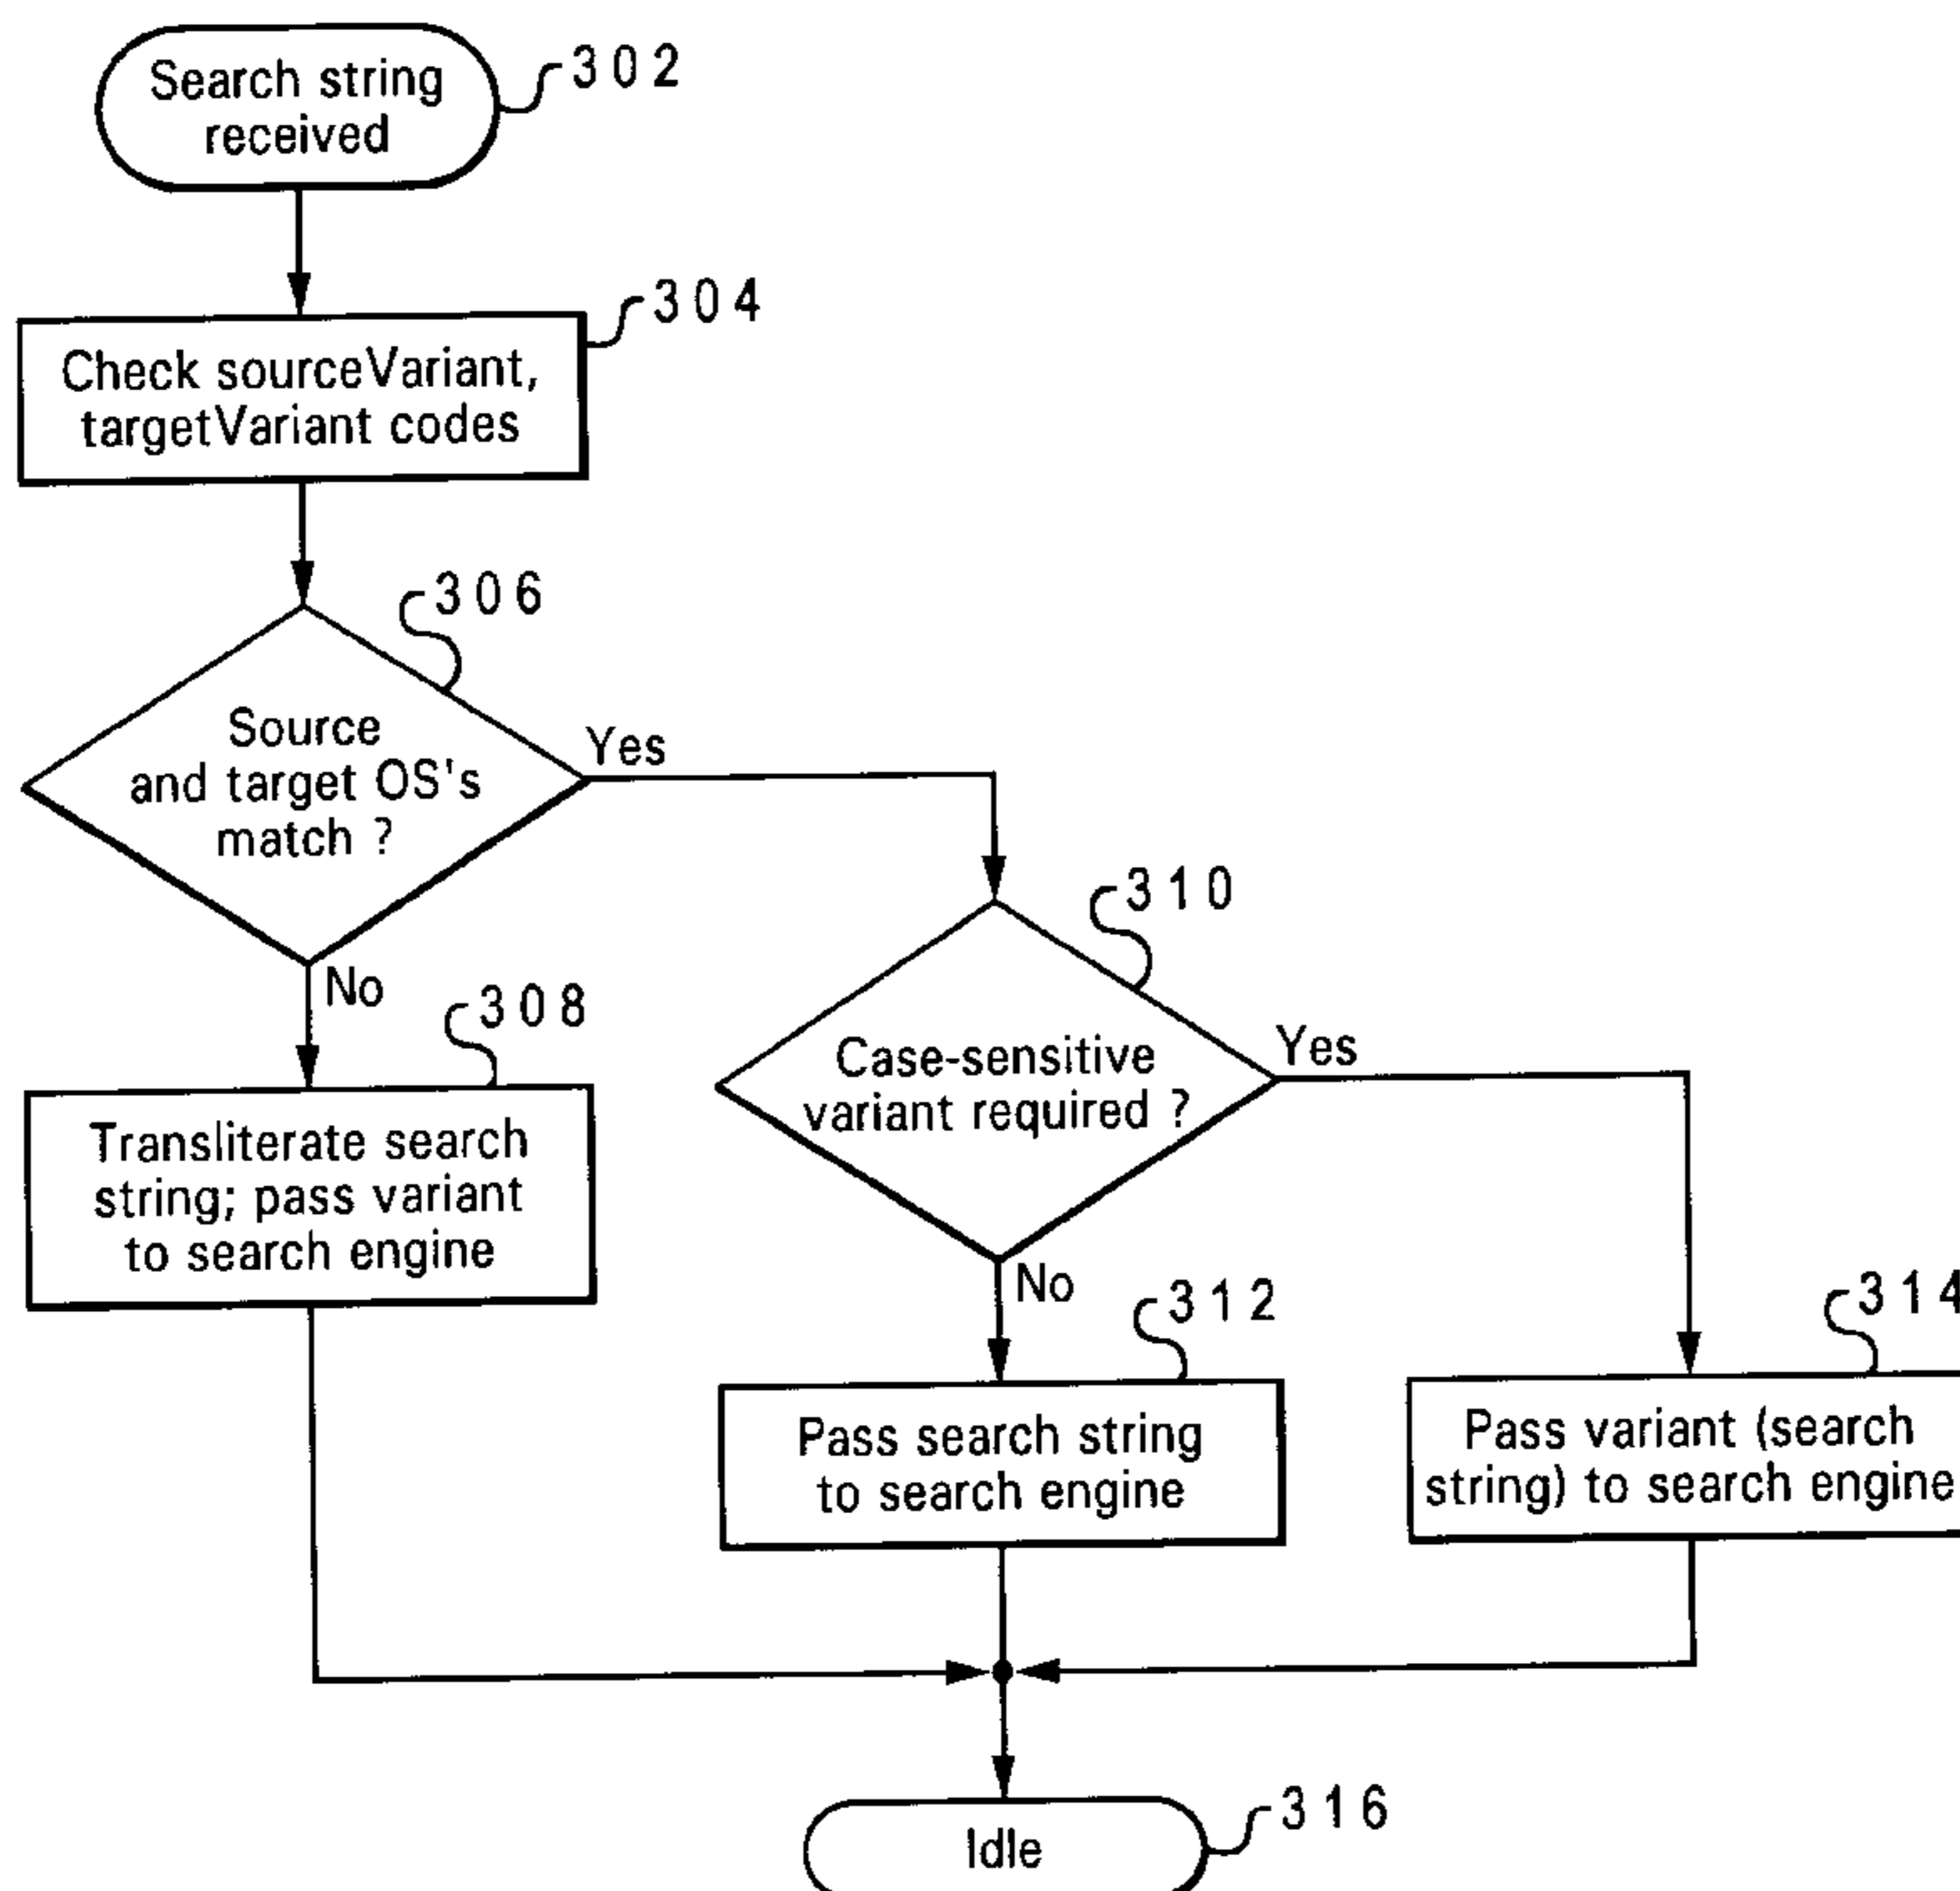 Search string
received
302
304
Check sourceVariant,
targetVariant codes
306
Source
and target OS's
match ?
Yes
No
308
Transliterate search
string; pass variant
to search engine
310
Case-sensitive
variant required ?
Yes
No
312
Pass search string
to search engine
314
Pass variant (search
string) to search engine
Idle
316